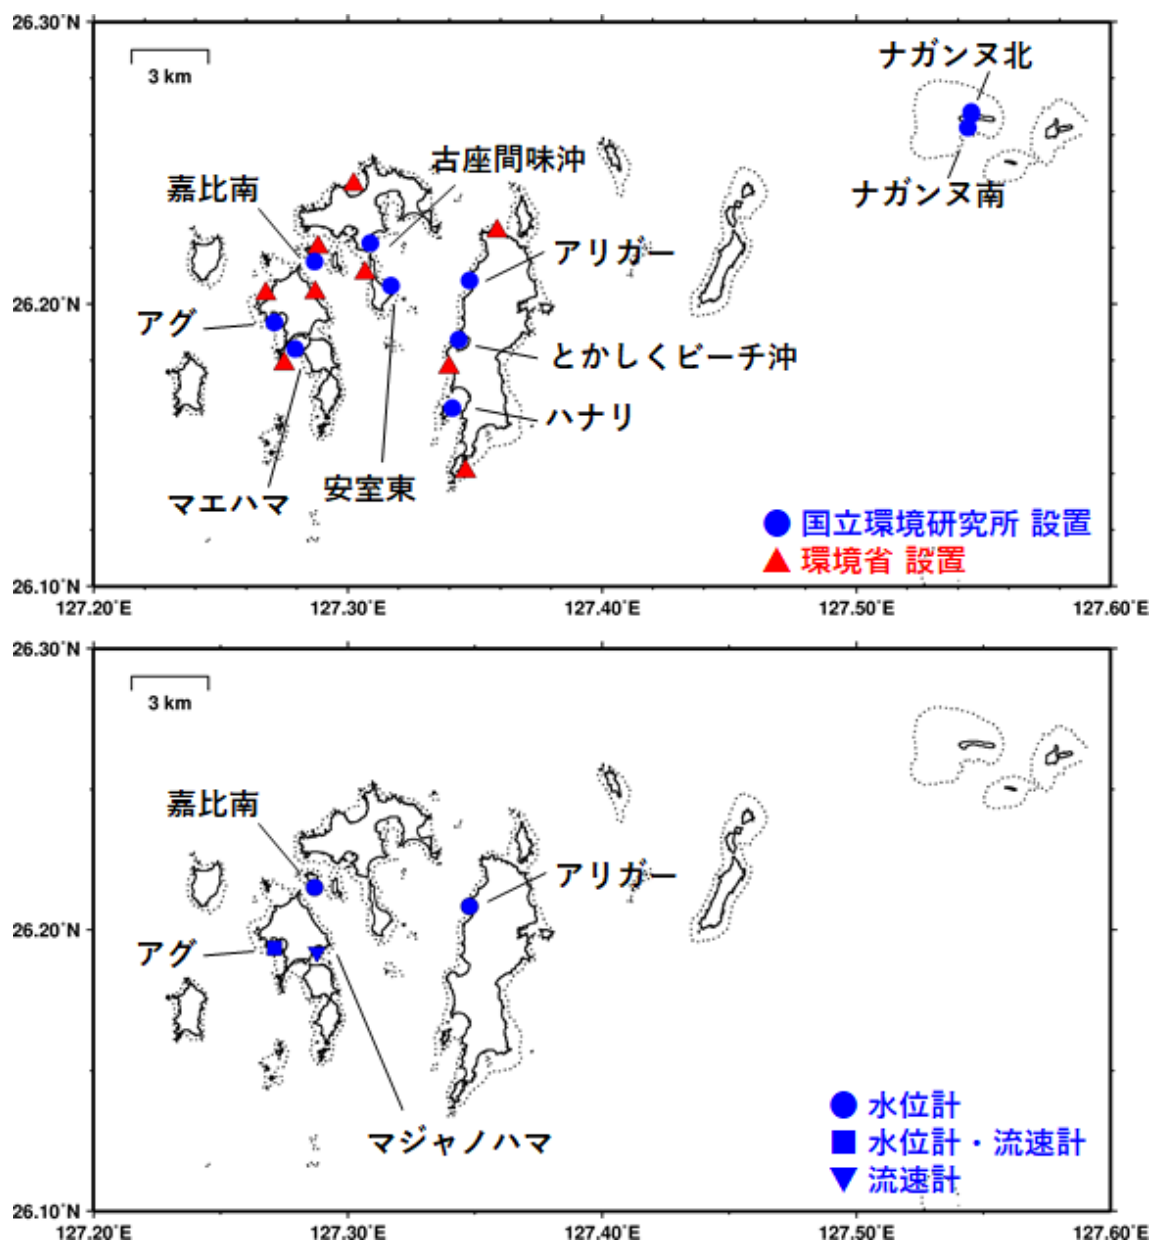 26.30°N
3 km
ナガンヌ北
古座間味沖
嘉比南
ナガンヌ南
アリガー
26.20°N
アグ
とかしくビーチ沖
ハナリ
安室東
マエハマ
国立環境研究所 設置
環境省 設置
26.10°N
127.20°E 127.30°E 127.40°E 127.50°E 127.60°E
26.30°N
3 km
嘉比南
アリガー
26.20°N
アグ
マジャノハマ
水位計
水位計・流速計
流速計
26.10°N
127.20°E 127.30°E 127.40°E 127.50°E 127.60°E